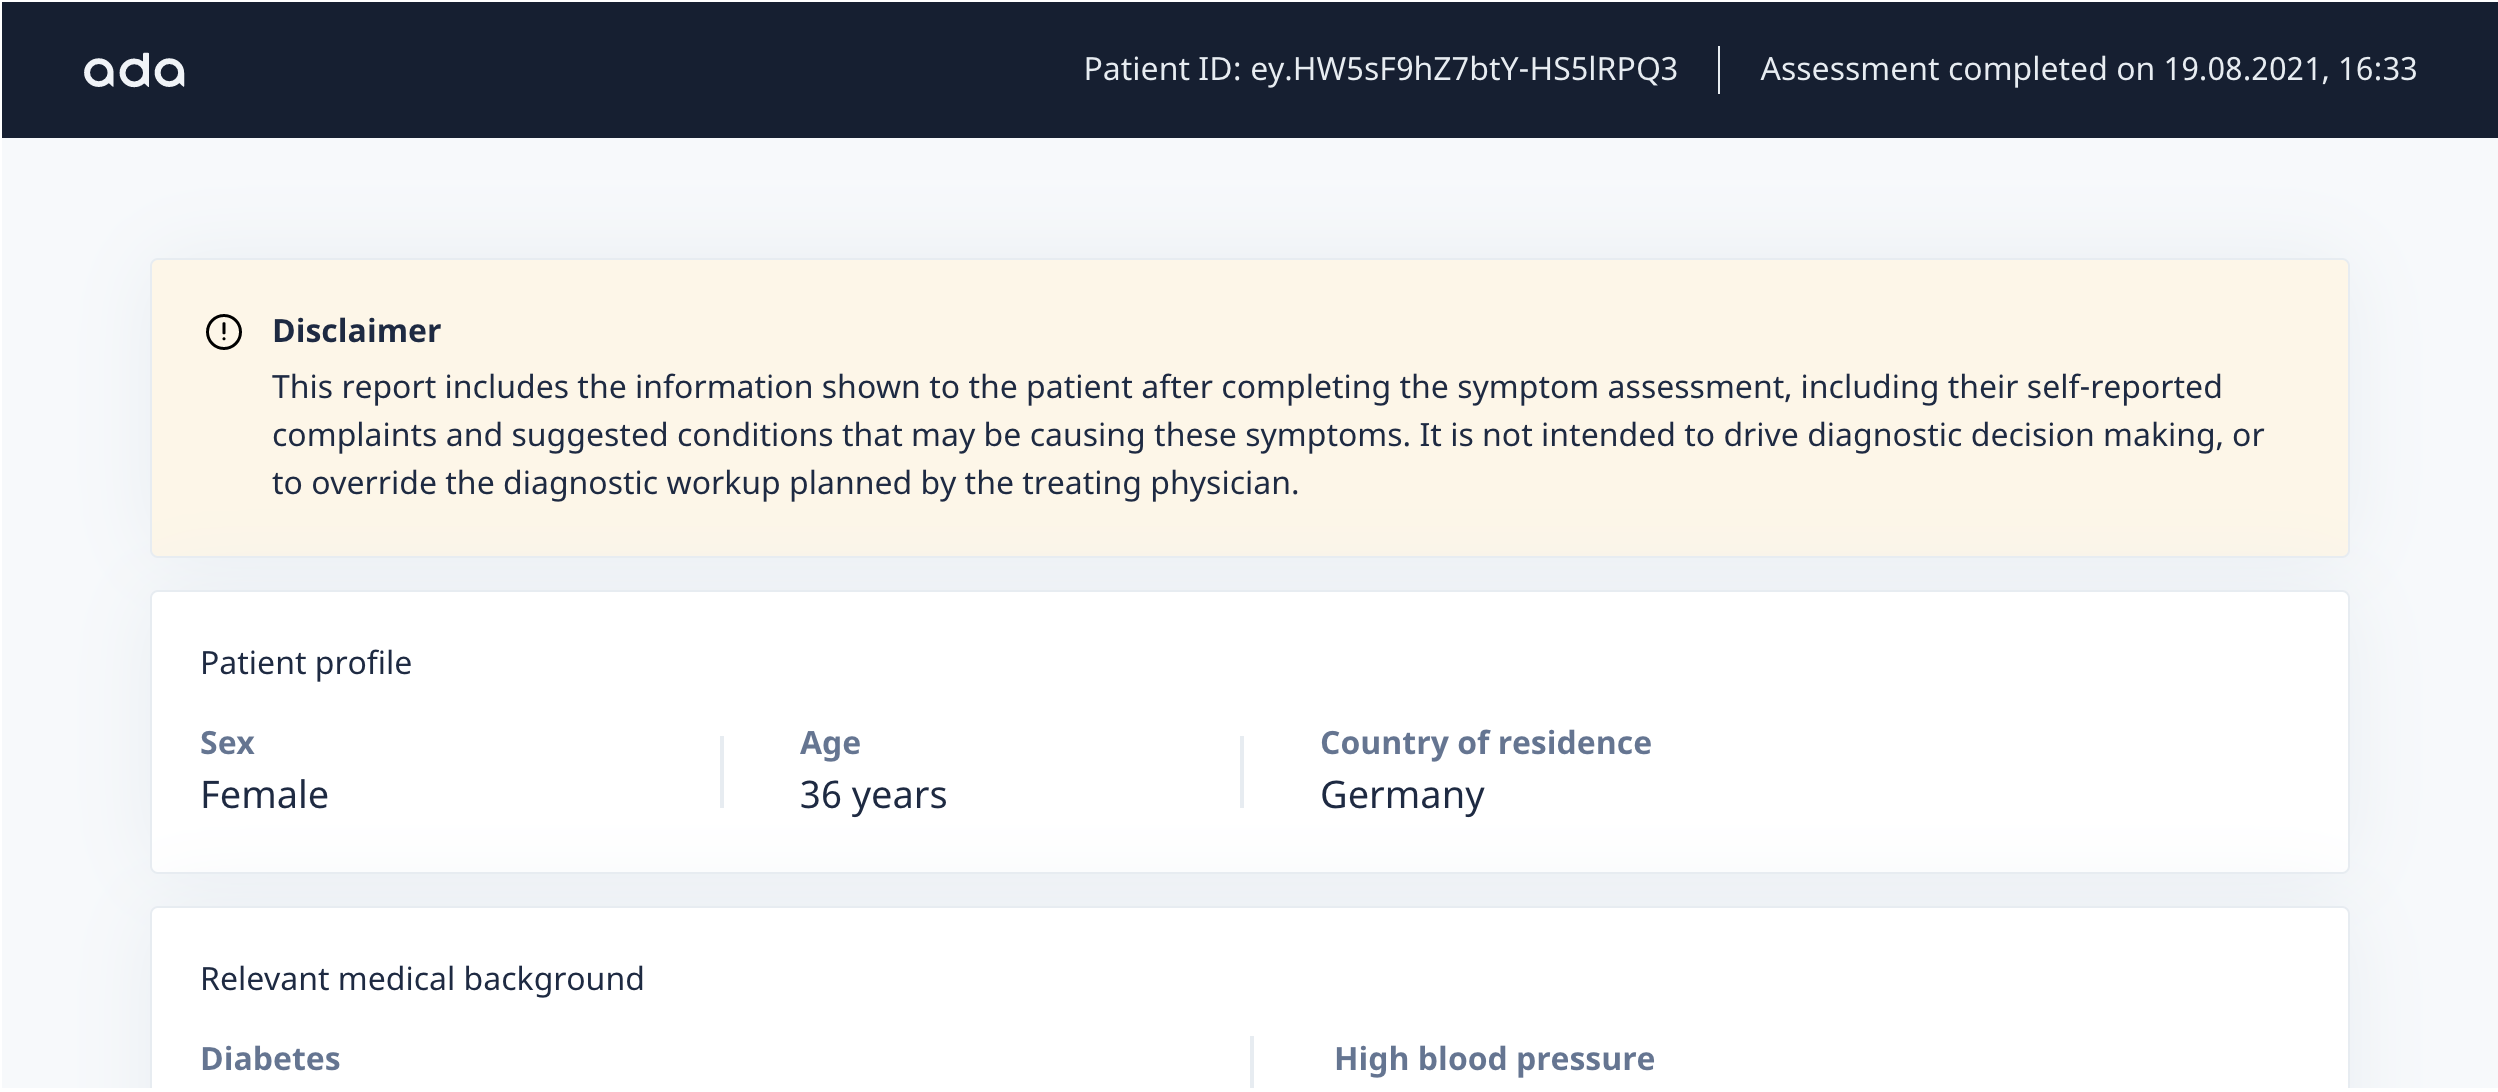 ada
Patient ID: ey.HW5sF9hZ7btY-HS5lRPQ3
Assessment completed on 19.08.2021, 16:33
Disclaimer
This report includes the information shown to the patient after completing the symptom assessment, including their self-reported
complaints and suggested conditions that may be causing these symptoms. It is not intended to drive diagnostic decision making, or
to override the diagnostic workup planned by the treating physician.
Patient profile
Sex
Female
Age
36 years
Country of residence
Germany
Relevant medical background
Diabetes
High blood pressure